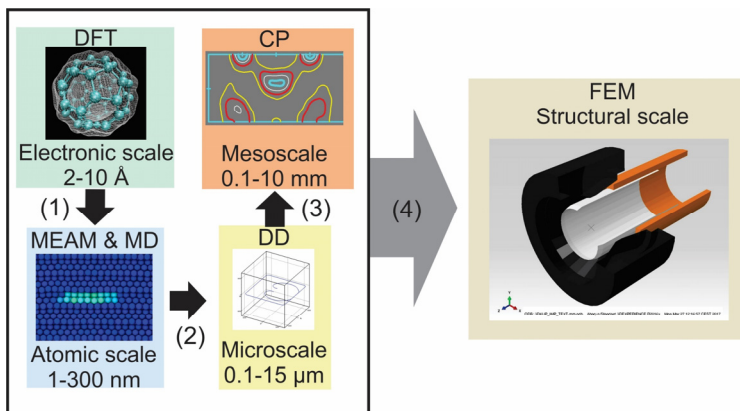 DFT
Electronic scale
2-10 Å
(1)
MEAM & MD
Atomic scale
1-300 nm
(2)
DD
Microscale
0.1-15 µm
(3)
CP
Mesoscale
0.1-10 mm
(4)
FEM
Structural scale